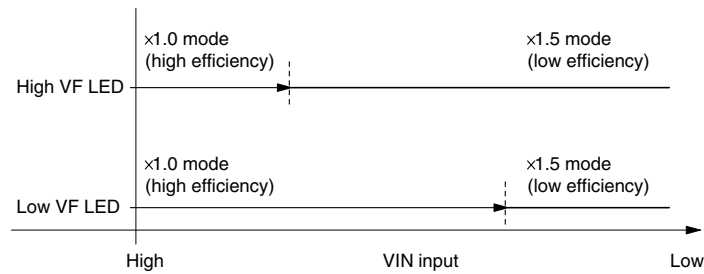 ×1.0 mode
(high efficiency)
×1.5 mode
(low efficiency)
High VF LED
×1.0 mode
(high efficiency)
×1.5 mode
(low efficiency)
Low VF LED
High
VIN input
Low